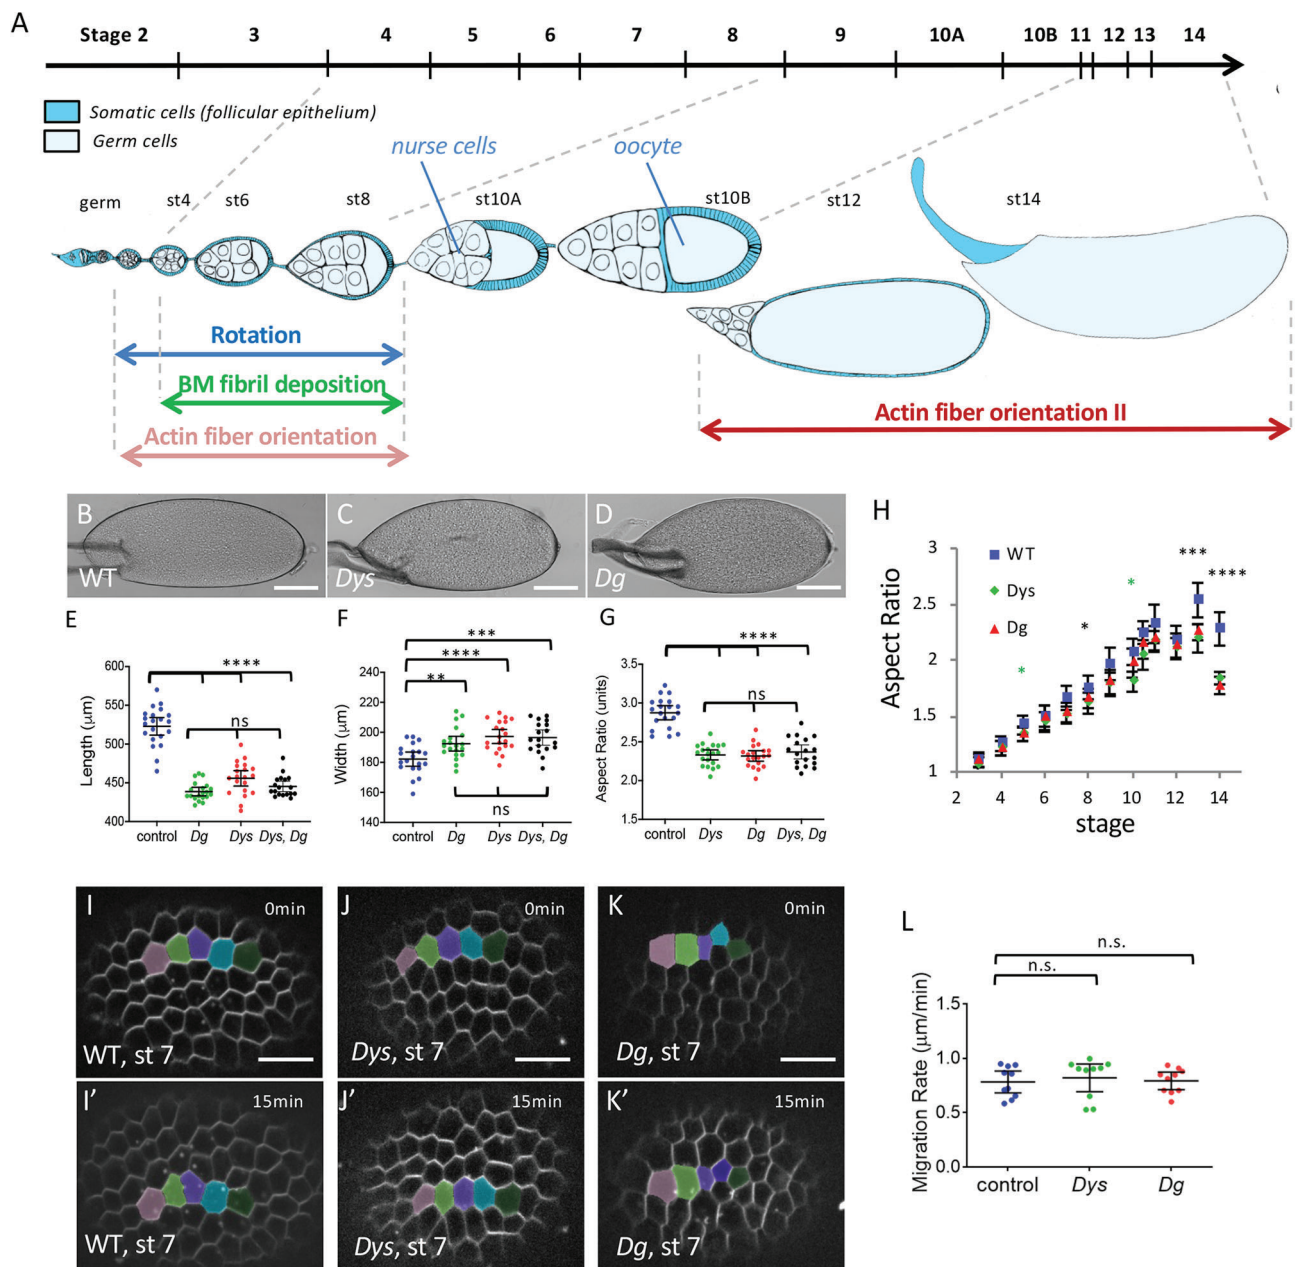 A
Stage 2 3 4 5 6 7 8 9 10A 10B 11 12 13 14
Somatic cells (follicular epithelium)
Germ cells
nurse cells oocyte
germ st4 st6 st8 st10A st10B st12 st14
Rotation
BM fibril deposition
Actin fiber orientation
Actin fiber orientation II
B
WT
C
Dys
D
Dg
E
Length (μm)
600
550
500
450
400
****
ns
control Dg Dys Dys, Dg
F
Width (μm)
240
220
200
180
160
140
***
****
**
ns
control Dg Dys Dys, Dg
G
Aspect Ratio (units)
3.5
3.0
2.5
2.0
1.5
****
ns
control Dys Dg Dys, Dg
H
Aspect Ratio
3
2.5
2
1.5
1
WT
Dys
Dg
*
*
*
***
****
2 4 6 8 10 12 14
stage
I
0min
WT, st 7
J
0min
Dys, st 7
K
0min
Dg, st 7
I’
15min
WT, st 7
J’
15min
Dys, st 7
K’
15min
Dg, st 7
L
n.s.
n.s.
Migration Rate (μm/min)
1.5
1.0
0.5
0.0
control Dys Dg